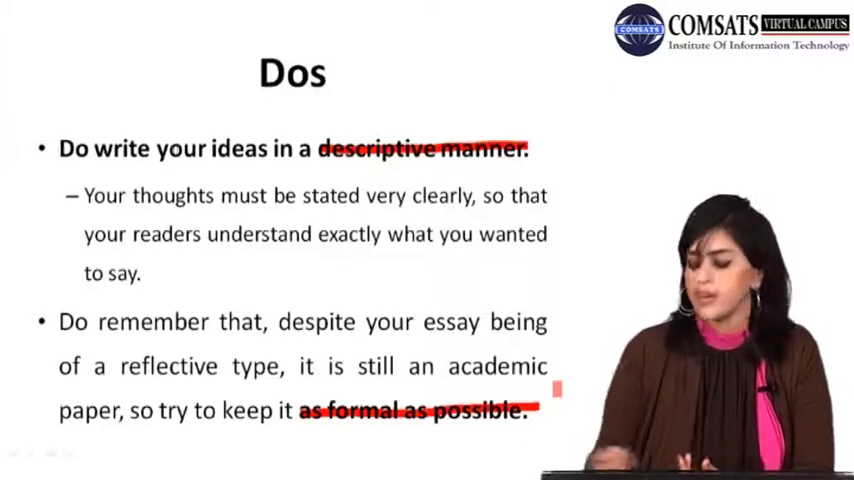 COMSATS VIRTUAL CAMPUS
COMSATS
Institute Of Information Technology
Dos
• Do write your ideas in a descriptive manner.
– Your thoughts must be stated very clearly, so that
your readers understand exactly what you wanted
to say.
• Do remember that, despite your essay being
of a reflective type, it is still an academic
paper, so try to keep it as formal as possible.